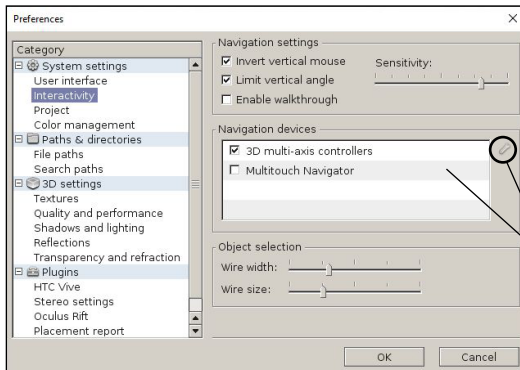 Preferences
Category
System settings
User interface
Interactivity
Project
Color management
Paths & directories
File paths
Search paths
3D settings
Textures
Quality and performance
Shadows and lighting
Reflections
Transparency and refraction
Plugins
HTC Vive
Stereo settings
Oculus Rift
Placement report
Navigation settings
Invert vertical mouse
Sensitivity:
Limit vertical angle
Enable walkthrough
Navigation devices
3D multi-axis controllers
Multitouch Navigator
Object selection
Wire width:
Wire size:
OK
Cancel